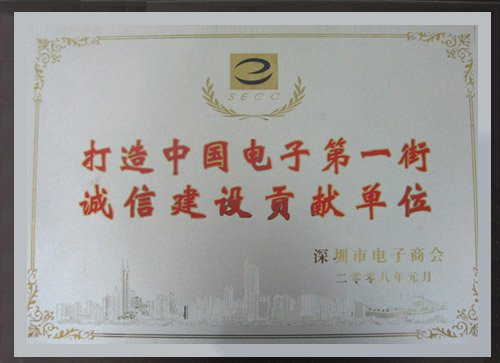 SECC
打造中国电子第一街
诚信建设贡献单位
深圳市电子商会
二零零八年元月